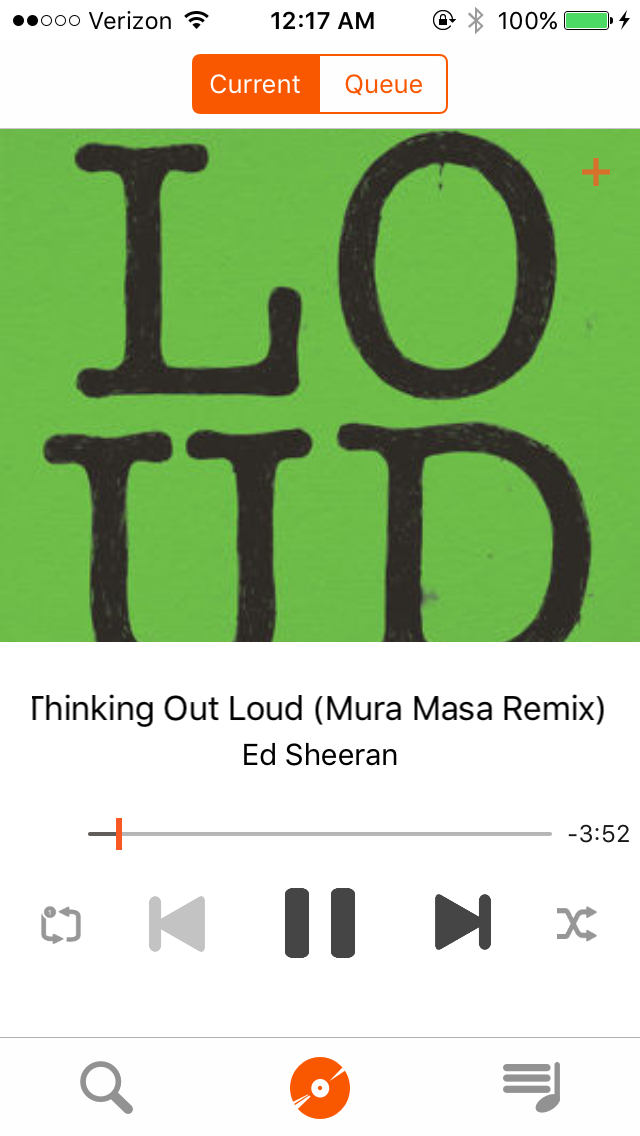 Verizon 12:17 AM 100%
Current Queue
LO
UD
Thinking Out Loud (Mura Masa Remix)
Ed Sheeran
-3:52
1